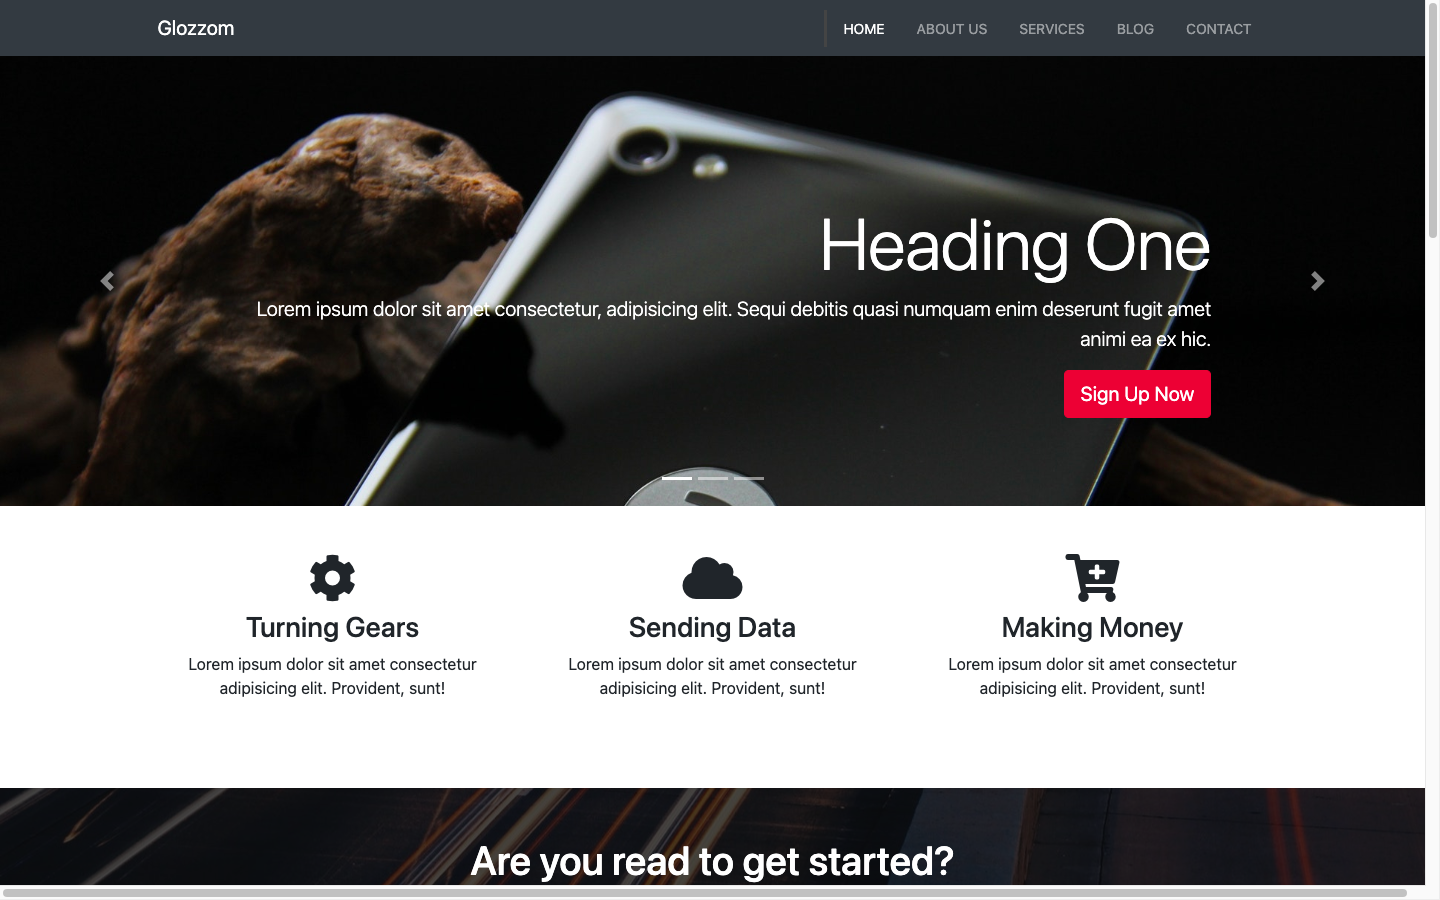 Glozzom
HOME ABOUT US SERVICES BLOG CONTACT
Heading One
Lorem ipsum dolor sit amet consectetur, adipisicing elit. Sequi debitis quasi numquam enim deserunt fugit amet
animi ea ex hic.
Sign Up Now
Turning Gears
Lorem ipsum dolor sit amet consectetur
adipisicing elit. Provident, sunt!
Sending Data
Lorem ipsum dolor sit amet consectetur
adipisicing elit. Provident, sunt!
Making Money
Lorem ipsum dolor sit amet consectetur
adipisicing elit. Provident, sunt!
Are you read to get started?